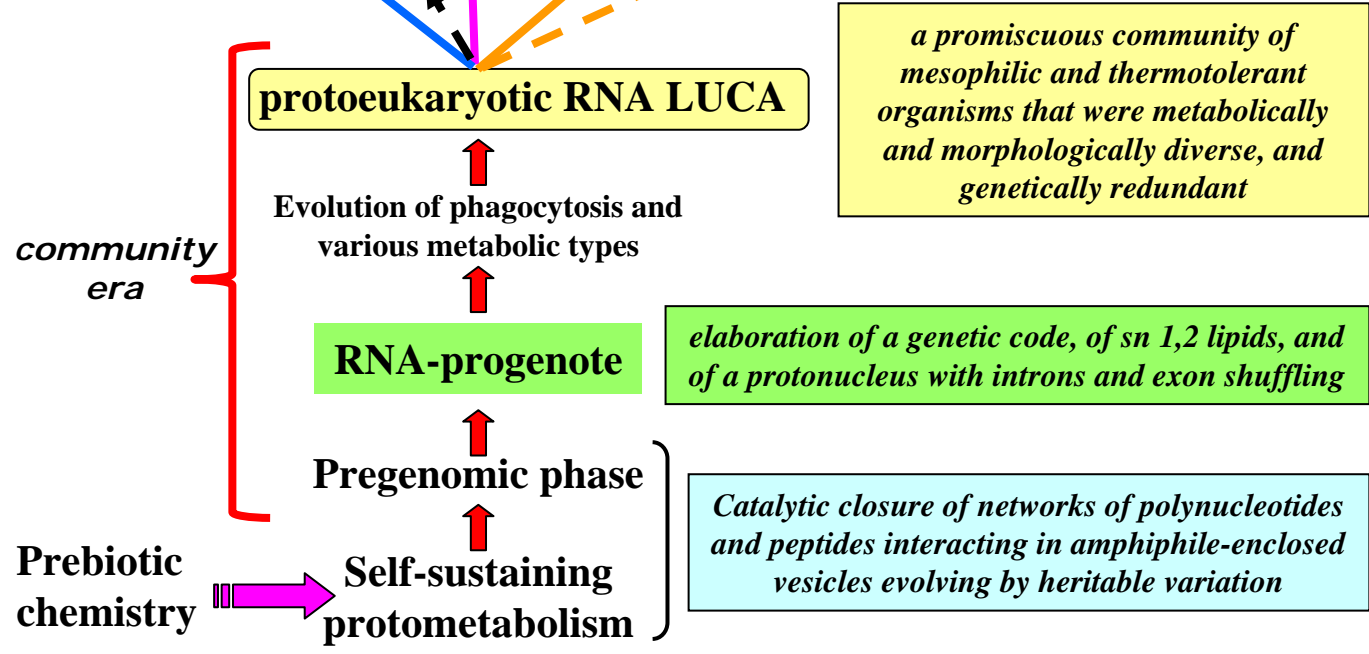 a promiscuous community of
mesophilic and thermotolerant
organisms that were metabolically
and morphologically diverse, and
genetically redundant
protoeukaryotic RNA LUCA
Evolution of phagocytosis and
various metabolic types
community
era
RNA-progenote
elaboration of a genetic code, of sn 1,2 lipids, and
of a protonucleus with introns and exon shuffling
Pregenomic phase
Catalytic closure of networks of polynucleotides
and peptides interacting in amphiphile-enclosed
vesicles evolving by heritable variation
Prebiotic
chemistry
Self-sustaining
protometabolism